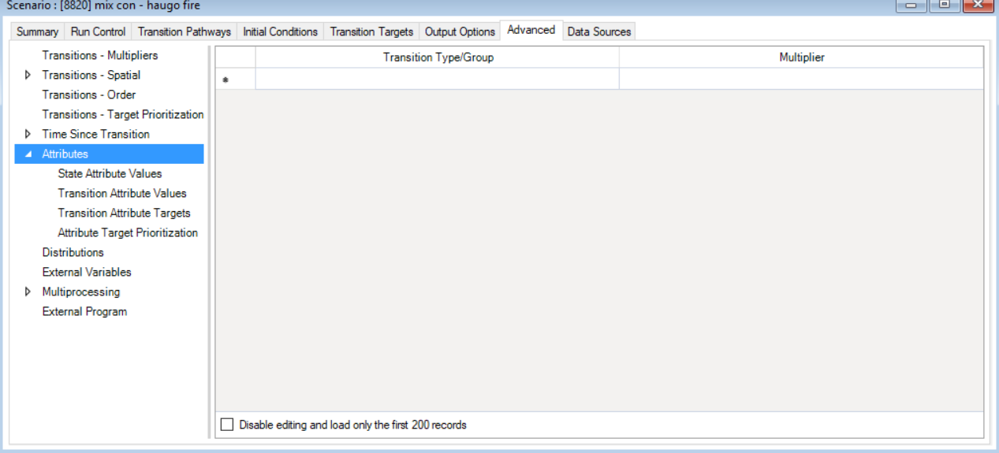 Scenario : [8820] mix con - haugo fire
Summary Run Control Transition Pathways Initial Conditions Transition Targets Output Options Advanced Data Sources
Transitions - Multipliers
Transitions - Spatial
Transitions - Order
Transitions - Target Prioritization
Time Since Transition
Attributes
State Attribute Values
Transition Attribute Values
Transition Attribute Targets
Attribute Target Prioritization
Distributions
External Variables
Multiprocessing
External Program
Transition Type/Group Multiplier
Disable editing and load only the first 200 records